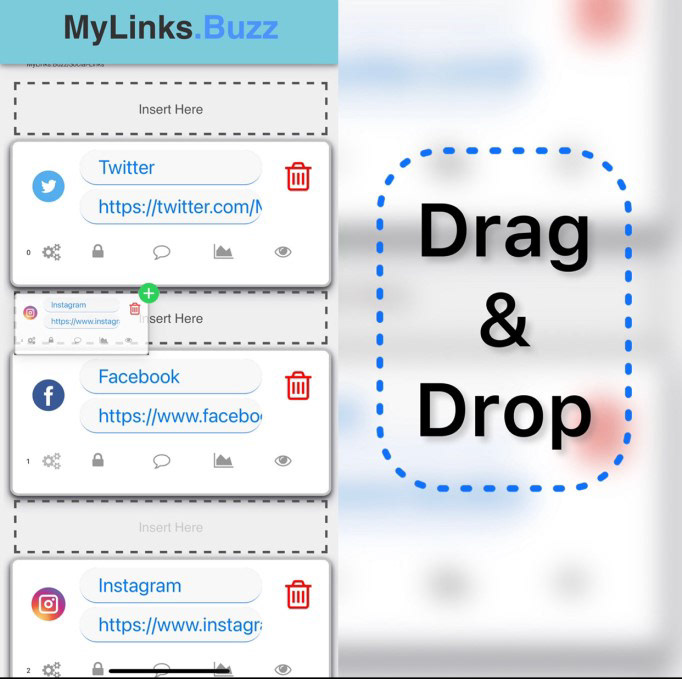 MyLinks.Buzz
MyLinks.Buzz/Social-Links
Insert Here
Twitter
https://twitter.com/M
0
Instagram
https://www.instagr
Insert Here
Facebook
https://www.facebo
1
Insert Here
Instagram
https://www.instagr
2
Drag
&
Drop